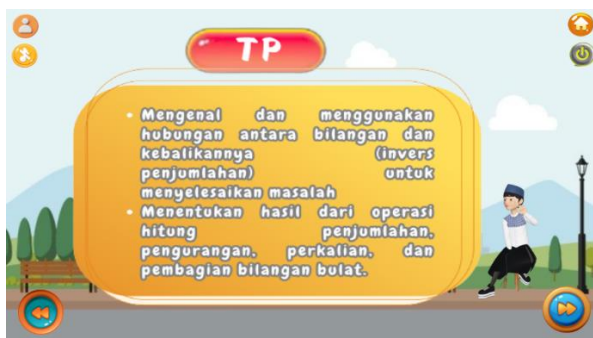 TP
• Mengenal dan menggunakan
hubungan antara bilangan dan
kebalikannya (invers
penjumlahan) untuk
menyelesaikan masalah
• Menentukan hasil dari operasi
hitung penjumlahan,
pengurangan, perkalian, dan
pembagian bilangan bulat.